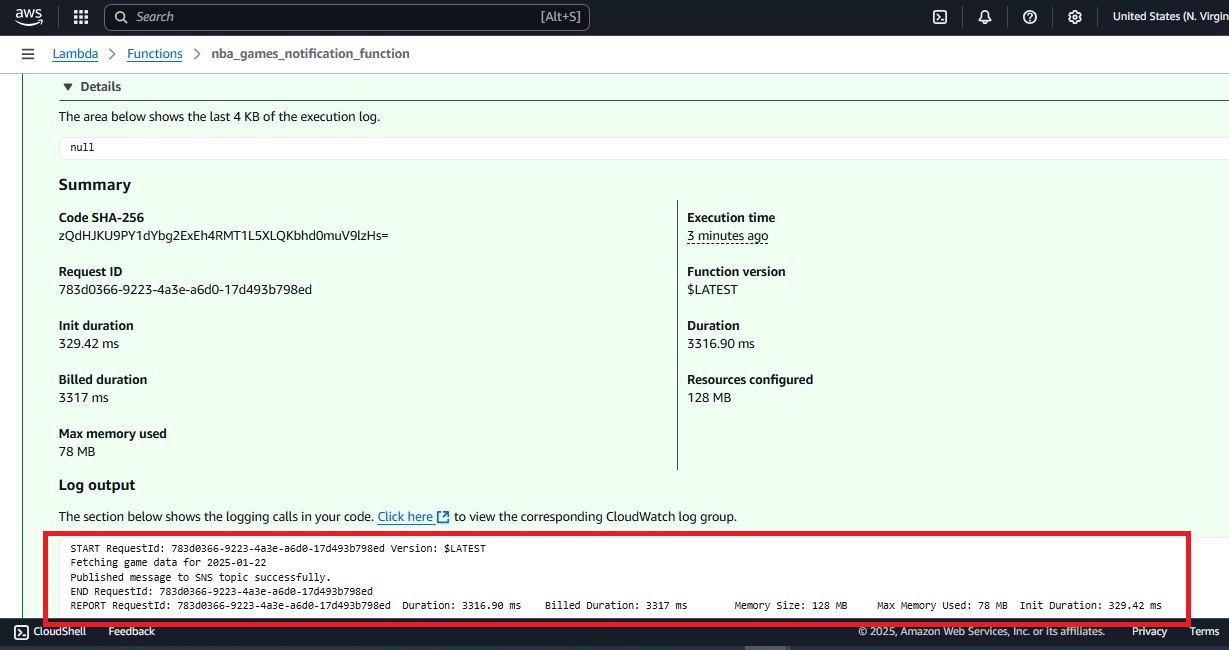 aws Search [Alt+S] United States (N. Virgin
Lambda > Functions > nba_games_notification_function
▼ Details
The area below shows the last 4 KB of the execution log.
null
Summary
Code SHA-256
zQdHJKU9PY1dYbg2ExEh4RMT1L5XLQKbhd0muV9lzHs=
Execution time
3 minutes ago
Request ID
783d0366-9223-4a3e-a6d0-17d493b798ed
Function version
$LATEST
Init duration
329.42 ms
Duration
3316.90 ms
Billed duration
3317 ms
Resources configured
128 MB
Max memory used
78 MB
Log output
The section below shows the logging calls in your code. Click here to view the corresponding CloudWatch log group.
START RequestId: 783d0366-9223-4a3e-a6d0-17d493b798ed Version: $LATEST
Fetching game data for 2025-01-22
Published message to SNS topic successfully.
END RequestId: 783d0366-9223-4a3e-a6d0-17d493b798ed
REPORT RequestId: 783d0366-9223-4a3e-a6d0-17d493b798ed Duration: 3316.90 ms Billed Duration: 3317 ms Memory Size: 128 MB Max Memory Used: 78 MB Init Duration: 329.42 ms
CloudShell Feedback © 2025, Amazon Web Services, Inc. or its affiliates. Privacy Terms